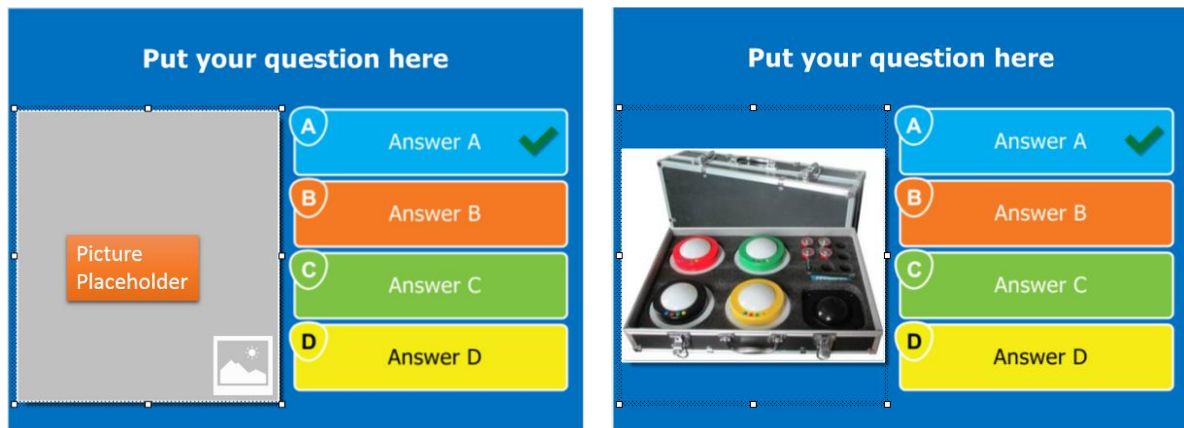 Put your question here
A
Answer A
B
Answer B
Picture
Placeholder
C
Answer C
D
Answer D
Put your question here
A
Answer A
B
Answer B
C
Answer C
D
Answer D